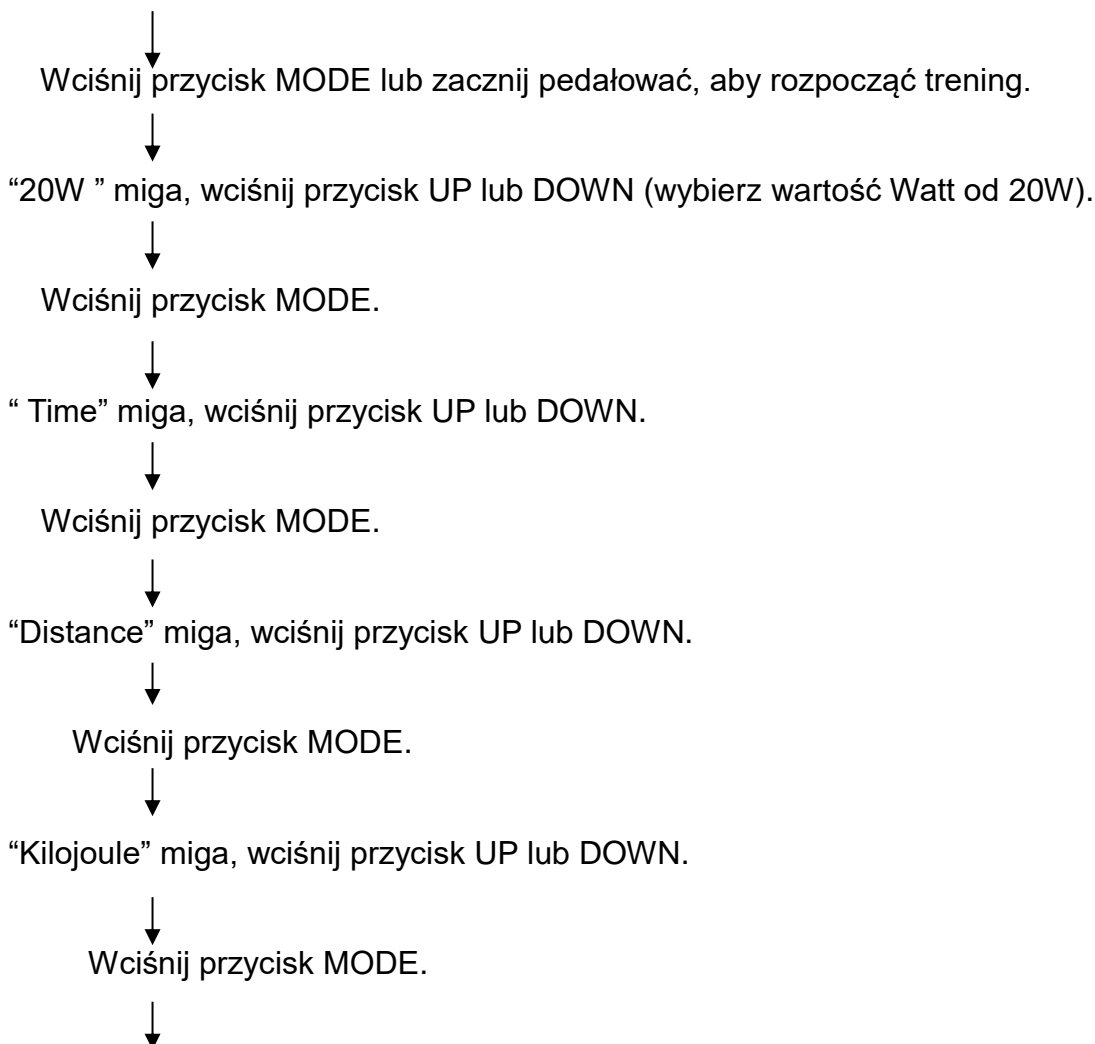 Wciśnij przycisk MODE lub zacznij pedałować, aby rozpocząć trening.
“20W ” miga, wciśnij przycisk UP lub DOWN (wybierz wartość Watt od 20W).
Wciśnij przycisk MODE.
“ Time” miga, wciśnij przycisk UP lub DOWN.
Wciśnij przycisk MODE.
“Distance” miga, wciśnij przycisk UP lub DOWN.
Wciśnij przycisk MODE.
“Kilojoule” miga, wciśnij przycisk UP lub DOWN.
Wciśnij przycisk MODE.